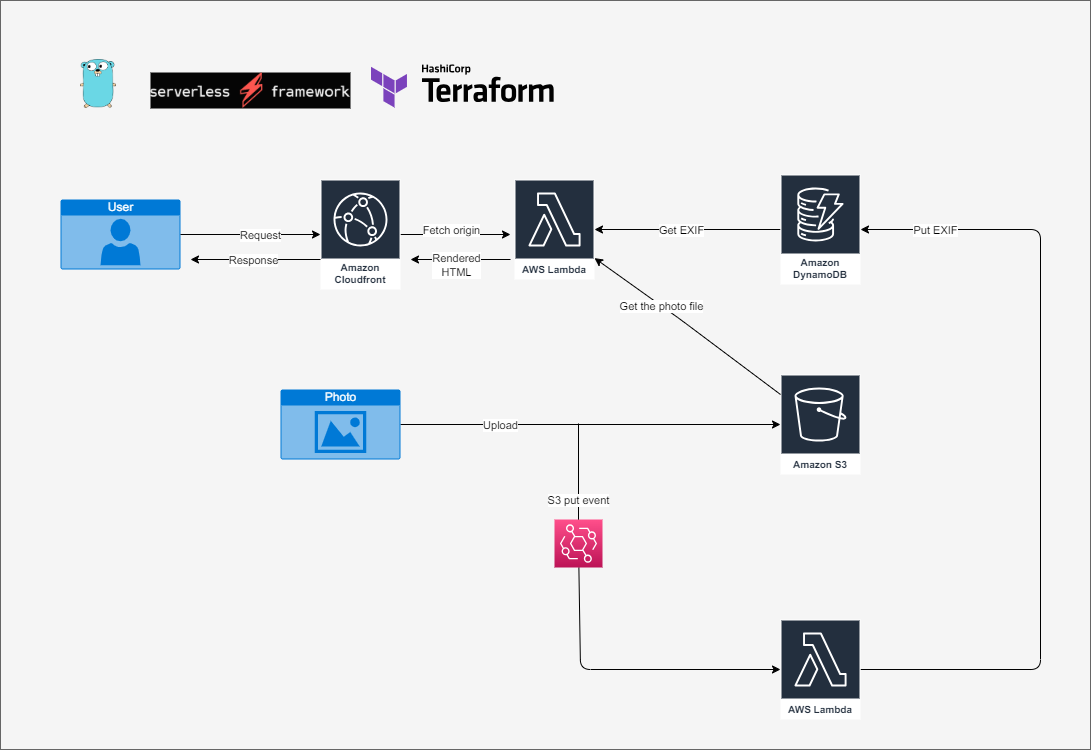 serverless framework
HashiCorp
Terraform
User
Request
Response
Amazon
Cloudfront
Fetch origin
Rendered
HTML
AWS Lambda
Get EXIF
Amazon
DynamoDB
Put EXIF
Get the photo file
Photo
Upload
Amazon S3
S3 put event
AWS Lambda